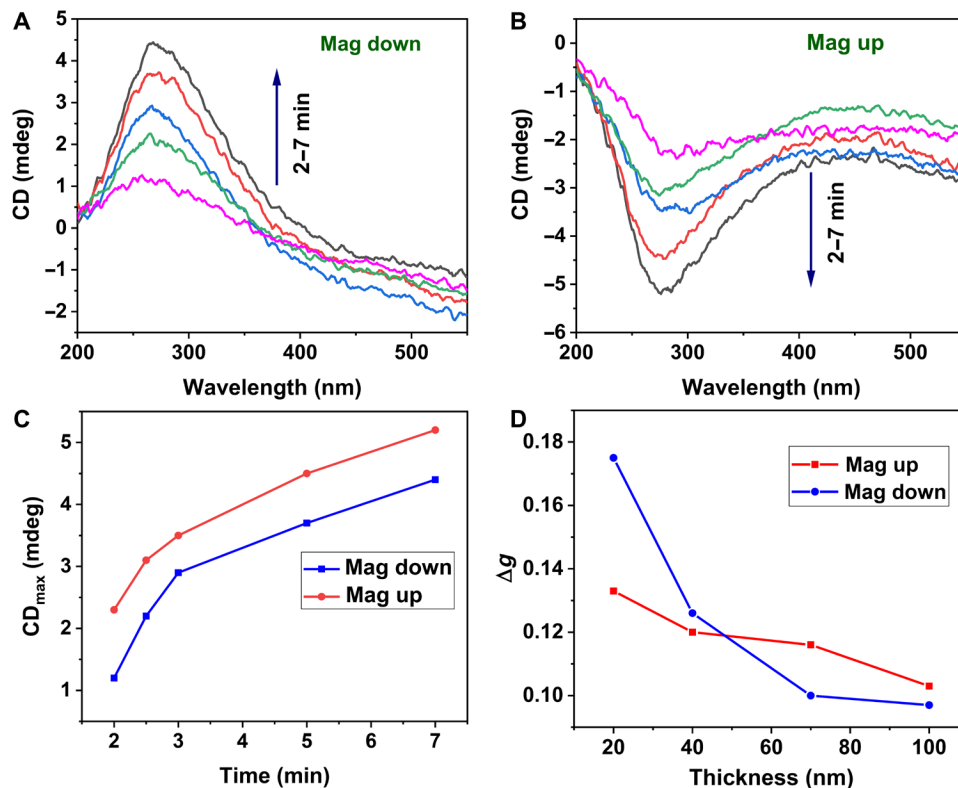 A
Mag down
2–7 min
CD (mdeg)
5
4
3
2
1
0
–1
–2
200
300
400
500
Wavelength (nm)
B
Mag up
2–7 min
CD (mdeg)
0
–1
–2
–3
–4
–5
–6
200
300
400
500
Wavelength (nm)
C
CDmax (mdeg)
5
4
3
2
1
Mag down
Mag up
2
3
5
7
Time (min)
D
Δg
0.18
0.16
0.14
0.12
0.10
Mag up
Mag down
20
40
60
80
100
Thickness (nm)